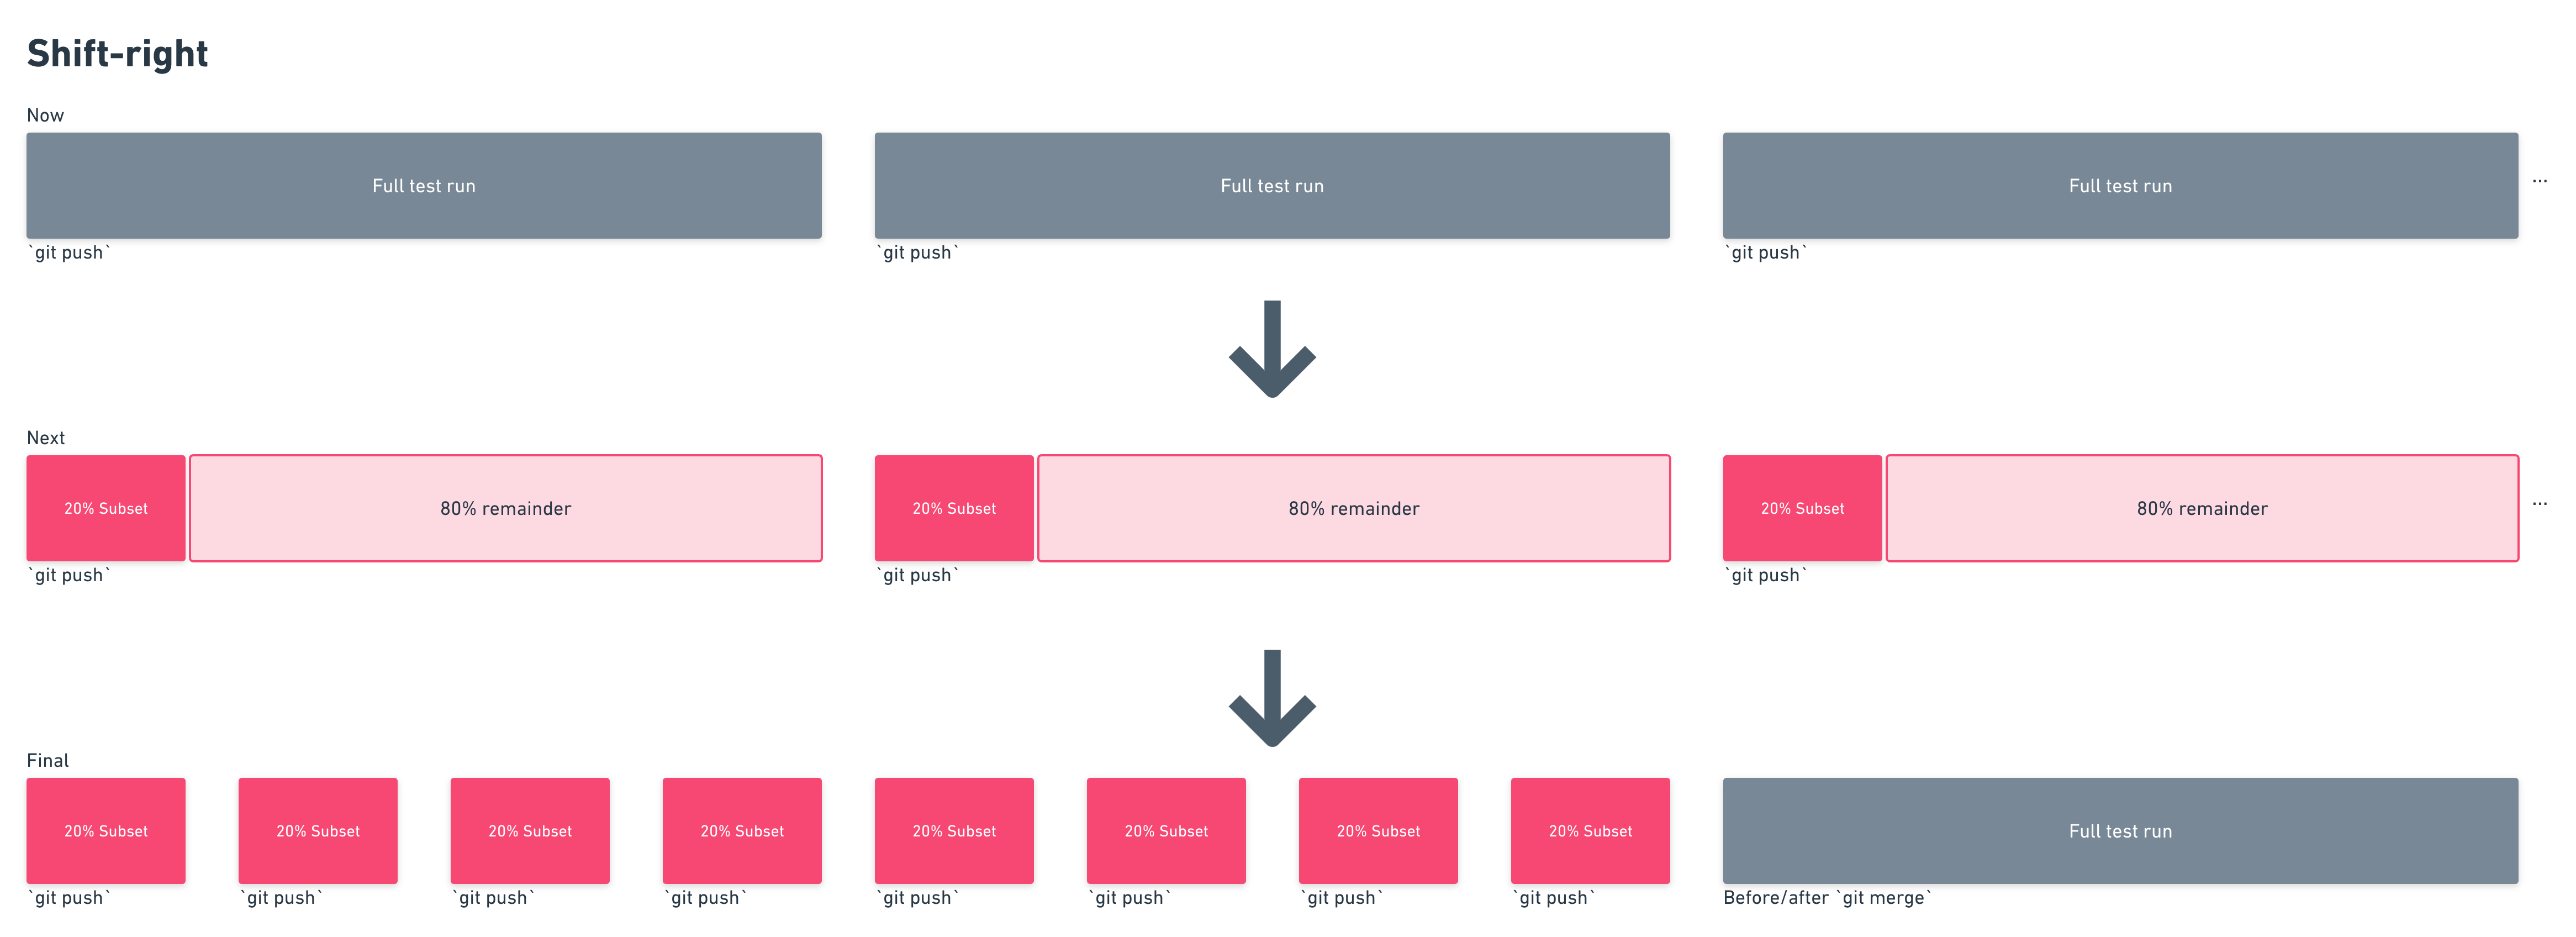 Shift-right
Now
Full test run
Full test run
Full test run
...
`git push`
`git push`
`git push`
Next
20% Subset
80% remainder
20% Subset
80% remainder
20% Subset
80% remainder
...
`git push`
`git push`
`git push`
Final
20% Subset
20% Subset
20% Subset
20% Subset
20% Subset
20% Subset
20% Subset
20% Subset
Full test run
`git push`
`git push`
`git push`
`git push`
`git push`
`git push`
`git push`
`git push`
Before/after `git merge`